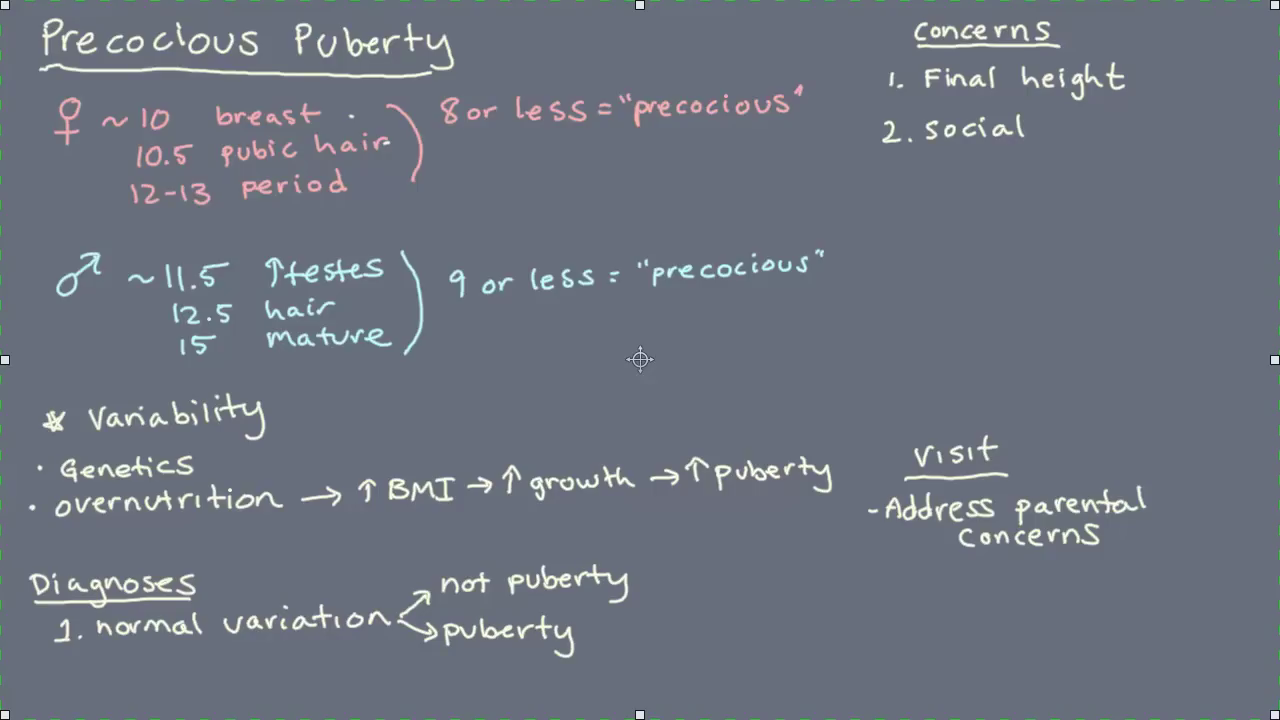 Precocious Puberty
♀ ~10 breast
10.5 pubic hair
12-13 period
8 or less = "precocious"
♂ ~11.5 ↑testes
12.5 hair
15 mature
9 or less = "precocious"
* Variability
• Genetics
• overnutrition → ↑ BMI → ↑ growth → ↑ puberty
Diagnoses
1. normal variation
not puberty
puberty
Concerns
1. Final height
2. social
Visit
- Address parental
concerns